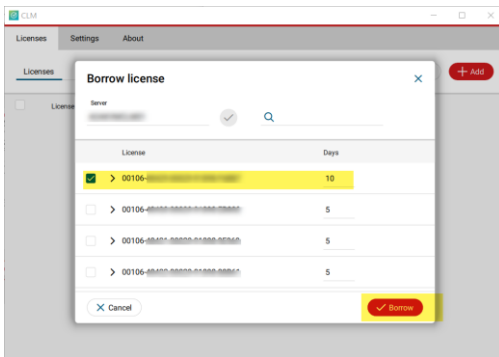 CLM
Licenses Settings About
Licenses
Add
License
Borrow license
Server
License Days
00106- 10
00106- 5
00106- 5
00106- 5
Cancel Borrow